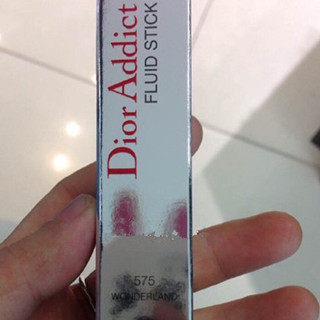 Dior Addict
FLUID STICK
575
WONDERLAND